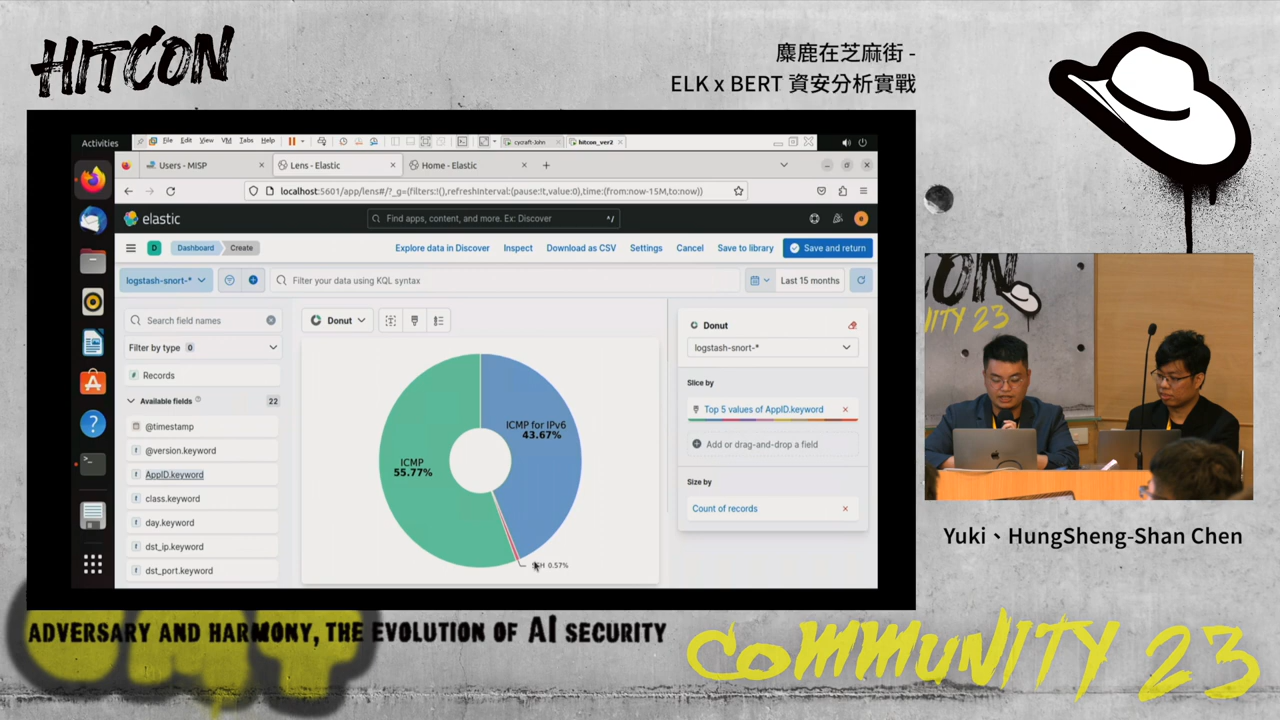 HITCON
麋鹿在芝麻街 -
ELK x BERT 資安分析實戰
Activities
File Edit View VM Tabs Help
cycraft-John
hitcon_ver2
Users - MISP
Lens - Elastic
Home - Elastic
localhost:5601/app/lens#/?_g=(filters:!(),refreshInterval:(pause:!t,value:0),time:(from:now-15M,to:now))
elastic
Find apps, content, and more. Ex: Discover
^/
e
D
Dashboard
Create
Explore data in Discover
Inspect
Download as CSV
Settings
Cancel
Save to library
Save and return
logstash-snort-*
Filter your data using KQL syntax
Last 15 months
Search field names
Filter by type 0
Records
Available fields
22
@timestamp
@version.keyword
AppID.keyword
class.keyword
day.keyword
dst_ip.keyword
dst_port.keyword
Donut
ICMP for IPv6
43.67%
ICMP
55.77%
0.57%
Donut
logstash-snort-*
Slice by
Top 5 values of AppID.keyword
Add or drag-and-drop a field
Size by
Count of records
Yuki、HungSheng-Shan Chen
ADVERSARY AND HARMONY, THE EVOLUTION OF AI SECURITY
COMMUNITY 23